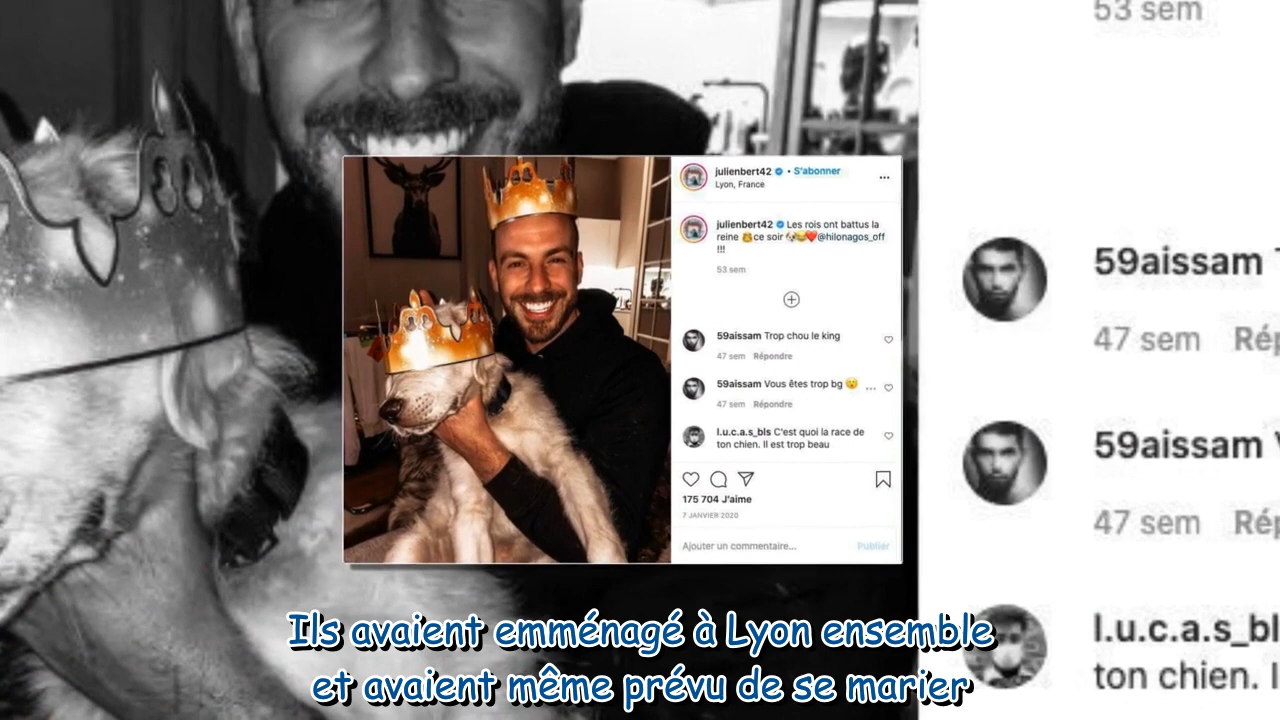 53 sem
julienbert42 • S'abonner
Lyon, France
julienbert42 Les rois ont battus la
reine 👸ce soir 🐶😂❤️@hilonagos_off
!!!
53 sem
59aissam Trop chou le king
47 sem Répondre
59aissam Vous êtes trop bg 😮
47 sem Répondre
l.u.c.a.s_bls C'est quoi la race de
ton chien. Il est trop beau
175 704 J'aime
7 JANVIER 2020
Ajouter un commentaire...
Publier
59aissam
47 sem Rép
59aissam
47 sem Rép
l.u.c.a.s_bl
ton chien. I
Ils avaient emménagé à Lyon ensemble
et avaient même prévu de se marier